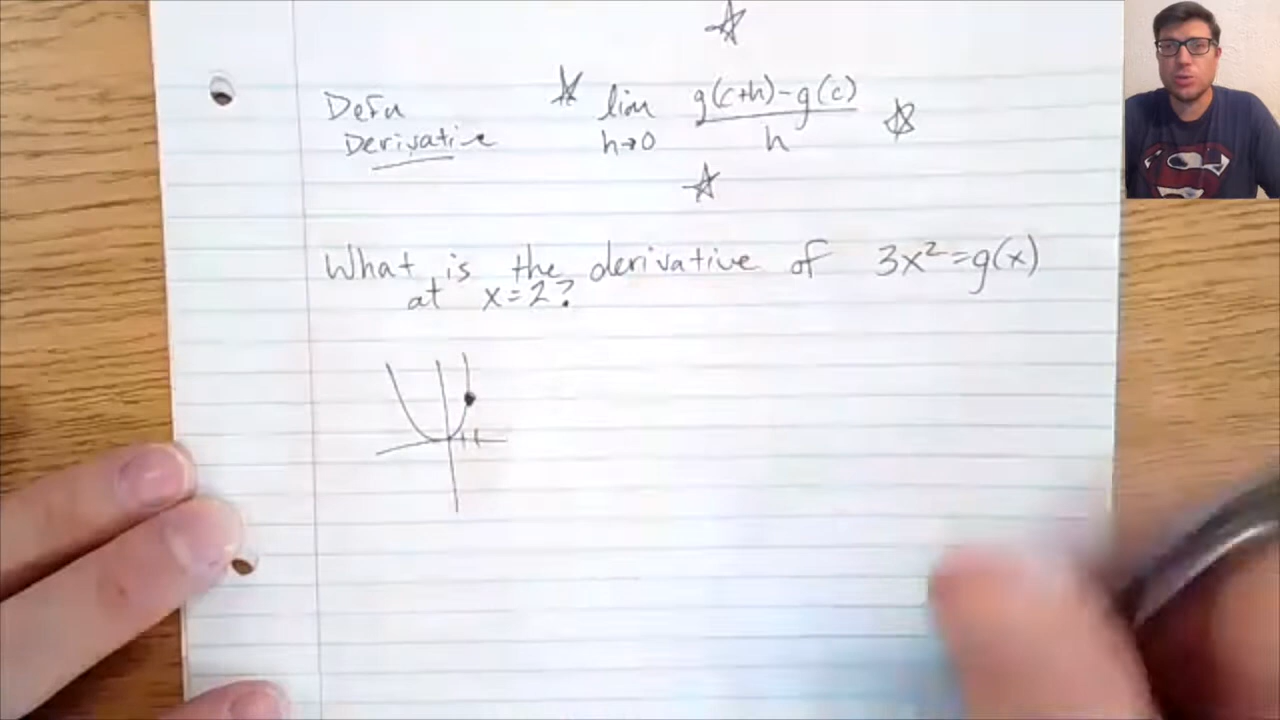 Defn
Derivative
lim g(c+h)-g(c)
h→0 h
What is the derivative of 3x²=g(x)
at x=2?